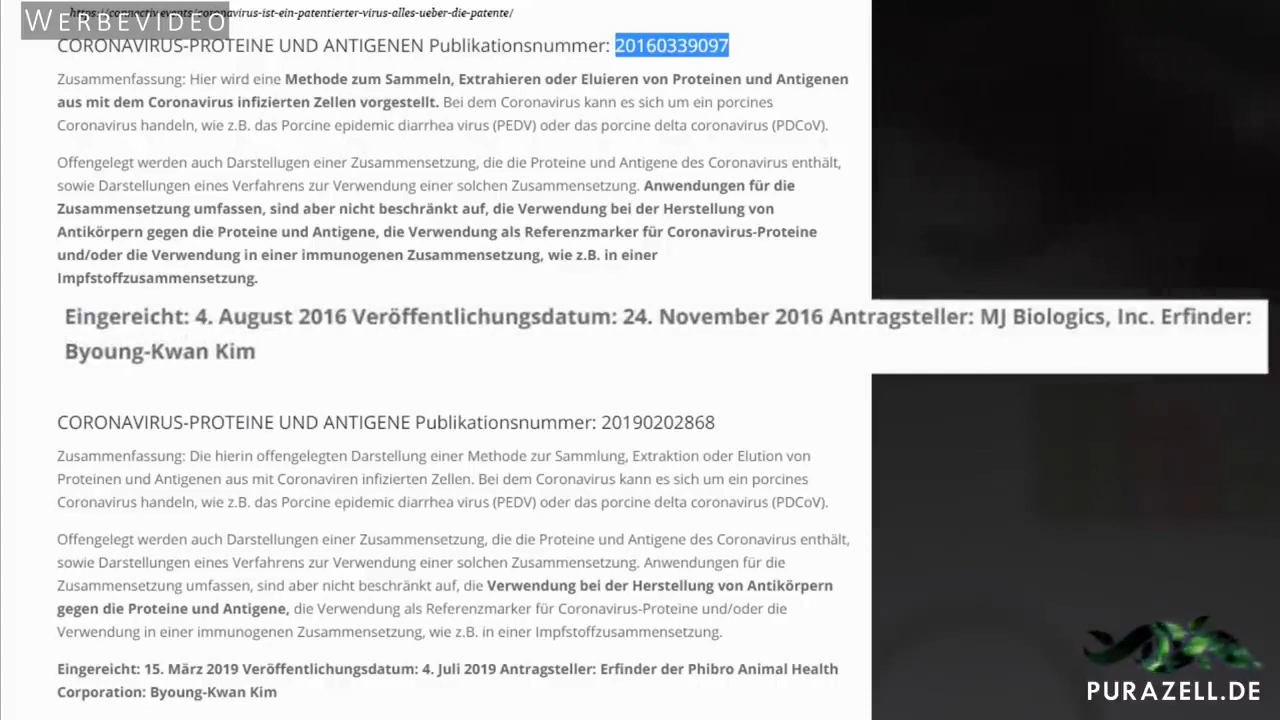 WERBEVIDEO
https://connectiv.events/coronavirus-ist-ein-patentierter-virus-alles-ueber-die-patente/
CORONAVIRUS-PROTEINE UND ANTIGENEN Publikationsnummer: 20160339097
Zusammenfassung: Hier wird eine Methode zum Sammeln, Extrahieren oder Eluieren von Proteinen und Antigenen
aus mit dem Coronavirus infizierten Zellen vorgestellt. Bei dem Coronavirus kann es sich um ein porcines
Coronavirus handeln, wie z.B. das Porcine epidemic diarrhea virus (PEDV) oder das porcine delta coronavirus (PDCoV).
Offengelegt werden auch Darstellugen einer Zusammensetzung, die die Proteine und Antigene des Coronavirus enthält,
sowie Darstellungen eines Verfahrens zur Verwendung einer solchen Zusammensetzung. Anwendungen für die
Zusammensetzung umfassen, sind aber nicht beschränkt auf, die Verwendung bei der Herstellung von
Antikörpern gegen die Proteine und Antigene, die Verwendung als Referenzmarker für Coronavirus-Proteine
und/oder die Verwendung in einer immunogenen Zusammensetzung, wie z.B. in einer
Impfstoffzusammensetzung.
Eingereicht: 4. August 2016 Veröffentlichungsdatum: 24. November 2016 Antragsteller: MJ Biologics, Inc. Erfinder:
Byoung-Kwan Kim
CORONAVIRUS-PROTEINE UND ANTIGENE Publikationsnummer: 20190202868
Zusammenfassung: Die hierin offengelegten Darstellung einer Methode zur Sammlung, Extraktion oder Elution von
Proteinen und Antigenen aus mit Coronaviren infizierten Zellen. Bei dem Coronavirus kann es sich um ein porcines
Coronavirus handeln, wie z.B. das Porcine epidemic diarrhea virus (PEDV) oder das porcine delta coronavirus (PDCoV).
Offengelegt werden auch Darstellungen einer Zusammensetzung, die die Proteine und Antigene des Coronavirus enthält,
sowie Darstellungen eines Verfahrens zur Verwendung einer solchen Zusammensetzung. Anwendungen für die
Zusammensetzung umfassen, sind aber nicht beschränkt auf, die Verwendung bei der Herstellung von Antikörpern
gegen die Proteine und Antigene, die Verwendung als Referenzmarker für Coronavirus-Proteine und/oder die
Verwendung in einer immunogenen Zusammensetzung, wie z.B. in einer Impfstoffzusammensetzung.
Eingereicht: 15. März 2019 Veröffentlichungsdatum: 4. Juli 2019 Antragsteller: Erfinder der Phibro Animal Health
Corporation: Byoung-Kwan Kim
PURAZELL.DE